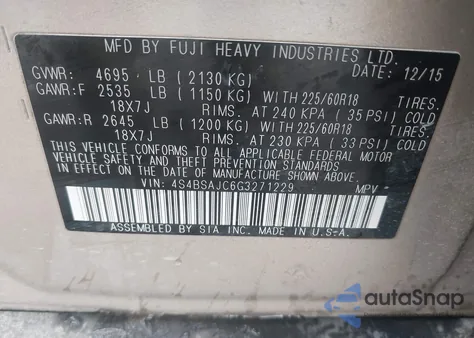 MFD BY FUJI HEAVY INDUSTRIES LTD.
GVWR: 4695 LB (2130 KG) DATE: 12/15
GAWR:F 2535 LB (1150 KG) WITH 225/60R18 TIRES.
18X7J RIMS. AT 240 KPA (35 PSI) COLD
GAWR:R 2645 LB (1200 KG) WITH 225/60R18 TIRES.
18X7J RIMS. AT 230 KPA (33 PSI) COLD
THIS VEHICLE CONFORMS TO ALL APPLICABLE FEDERAL MOTOR
VEHICLE SAFETY AND THEFT PREVENTION STANDARDS
IN EFFECT ON THE DATE OF MANUFACTURE SHOWN ABOVE.
VIN: 4S4BSAJC6G3271229 MPV
ASSEMBLED BY SIA INC. MADE IN U.S.A.
autoSnap